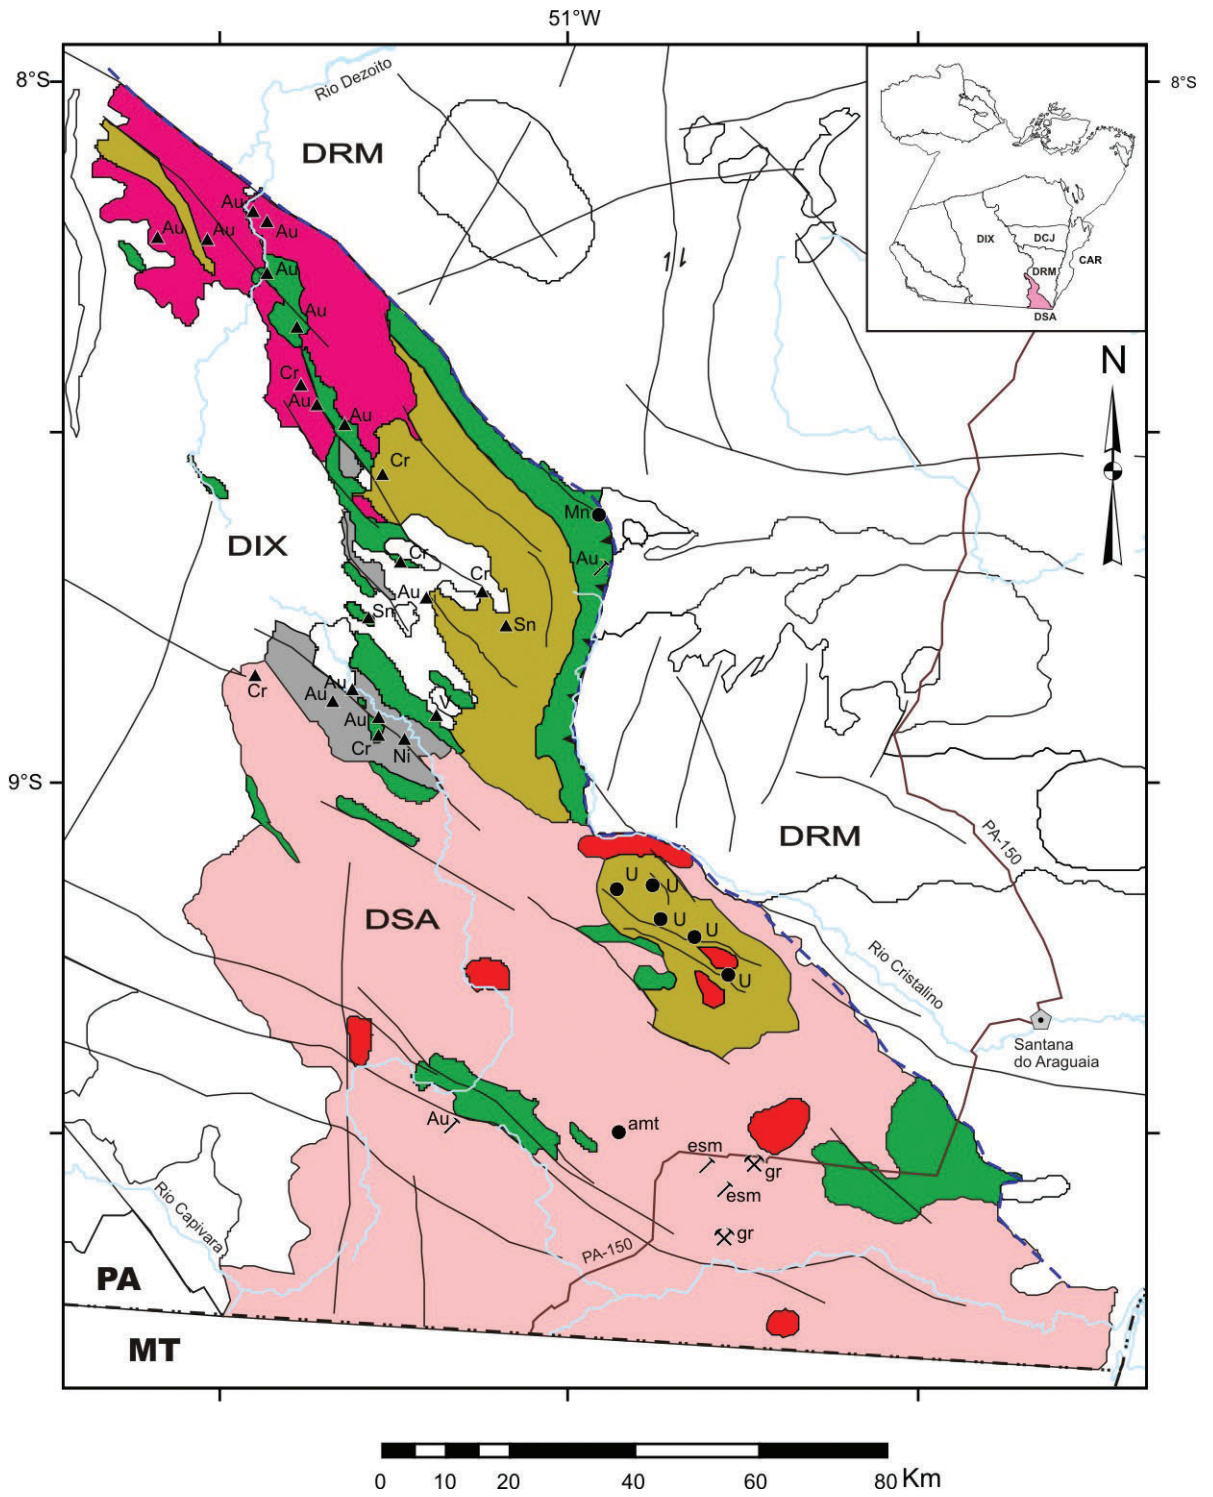 51°W
8°S
8°S
Rio Dezoito
DRM
DIX
DCJ
CAR
DRM
DSA
Au
Au
Au
Au
Au
Au
N
Cr
Au
Au
Cr
Mn
DIX
Cr
Au
Cr
Au
Sn
Sn
Au
Cr
Au
V
Au
Cr
Ni
9°S
DRM
PA-150
U
U
DSA
U
U
U
Rio Cristalino
Santana
do Araguaia
Au
amt
esm
gr
esm
Rio Capivara
gr
PA-150
PA
MT
0 10 20 40 60 80 Km